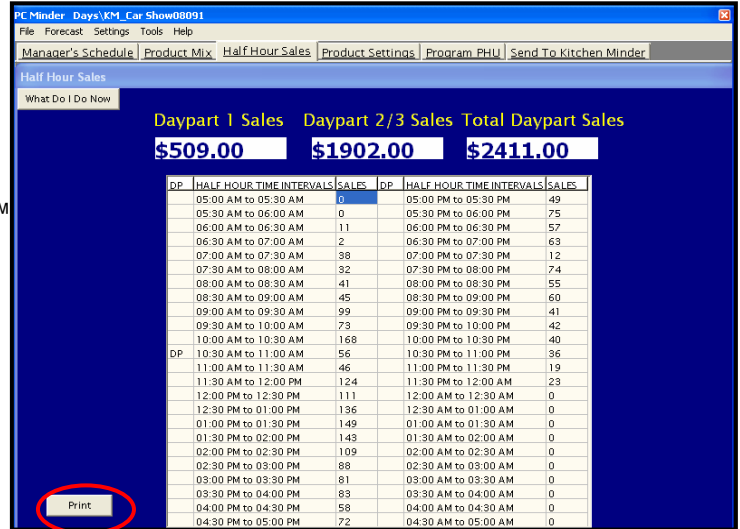 PC Minder Days\KM_Car Show08091
File Forecast Settings Tools Help
Manager's Schedule Product Mix Half Hour Sales Product Settings Program PHU Send To Kitchen Minder
Half Hour Sales
What Do I Do Now
Daypart 1 Sales Daypart 2/3 Sales Total Daypart Sales
$509.00 $1902.00 $2411.00
DP HALF HOUR TIME INTERVALS SALES DP HALF HOUR TIME INTERVALS SALES
05:00 AM to 05:30 AM 0 05:00 PM to 05:30 PM 49
M
05:30 AM to 06:00 AM 0 05:30 PM to 06:00 PM 75
06:00 AM to 06:30 AM 11 06:00 PM to 06:30 PM 57
06:30 AM to 07:00 AM 2 06:30 PM to 07:00 PM 63
07:00 AM to 07:30 AM 38 07:00 PM to 07:30 PM 12
07:30 AM to 08:00 AM 32 07:30 PM to 08:00 PM 74
08:00 AM to 08:30 AM 41 08:00 PM to 08:30 PM 55
08:30 AM to 09:00 AM 45 08:30 PM to 09:00 PM 60
09:00 AM to 09:30 AM 99 09:00 PM to 09:30 PM 41
09:30 AM to 10:00 AM 73 09:30 PM to 10:00 PM 42
10:00 AM to 10:30 AM 168 10:00 PM to 10:30 PM 40
DP 10:30 AM to 11:00 AM 56 10:30 PM to 11:00 PM 36
11:00 AM to 11:30 AM 46 11:00 PM to 11:30 PM 19
11:30 AM to 12:00 PM 124 11:30 PM to 12:00 AM 23
12:00 PM to 12:30 PM 111 12:00 AM to 12:30 AM 0
12:30 PM to 01:00 PM 136 12:30 AM to 01:00 AM 0
01:00 PM to 01:30 PM 149 01:00 AM to 01:30 AM 0
01:30 PM to 02:00 PM 143 01:30 AM to 02:00 AM 0
02:00 PM to 02:30 PM 109 02:00 AM to 02:30 AM 0
02:30 PM to 03:00 PM 88 02:30 AM to 03:00 AM 0
03:00 PM to 03:30 PM 81 03:00 AM to 03:30 AM 0
03:30 PM to 04:00 PM 83 03:30 AM to 04:00 AM 0
04:00 PM to 04:30 PM 58 04:00 AM to 04:30 AM 0
04:30 PM to 05:00 PM 72 04:30 AM to 05:00 AM 0
Print